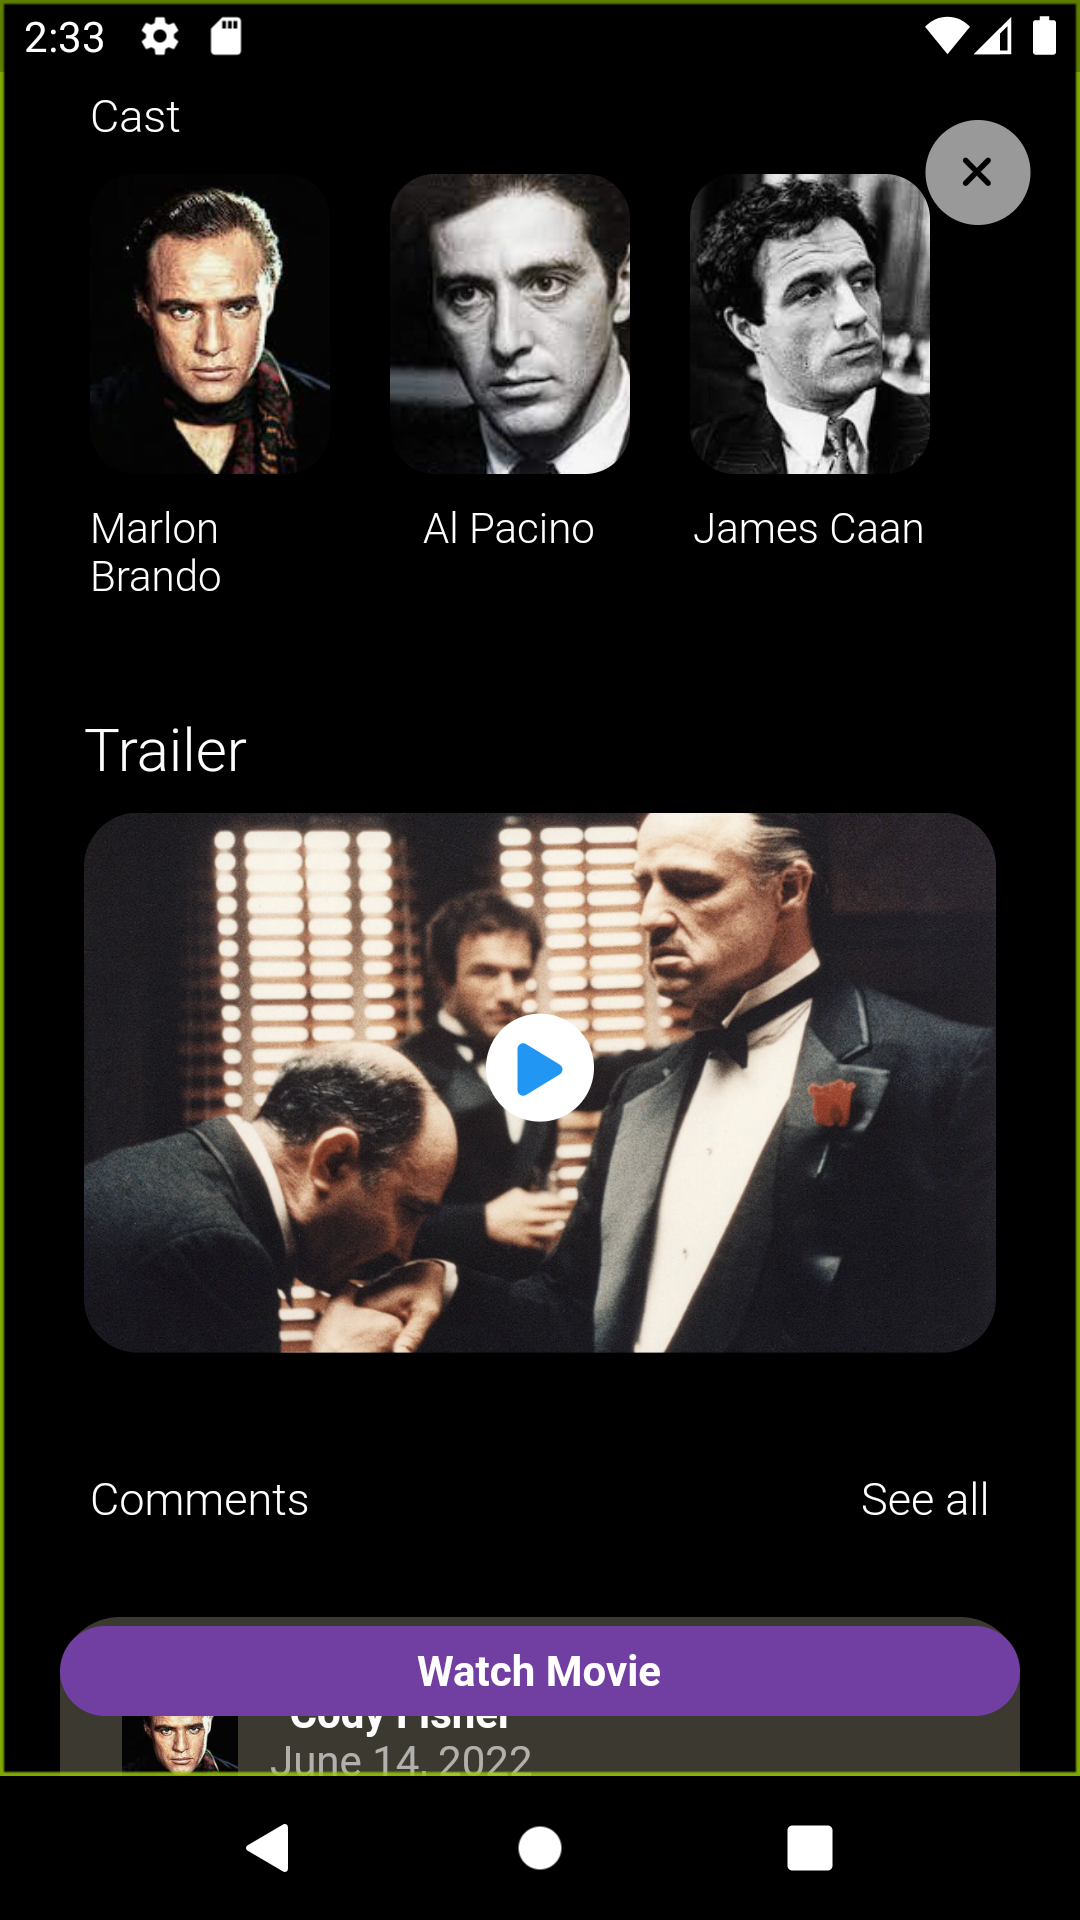 2:33
Cast
Marlon
Brando
Al Pacino
James Caan
Trailer
Comments
See all
Watch Movie
Cody Fisher
June 14, 2022